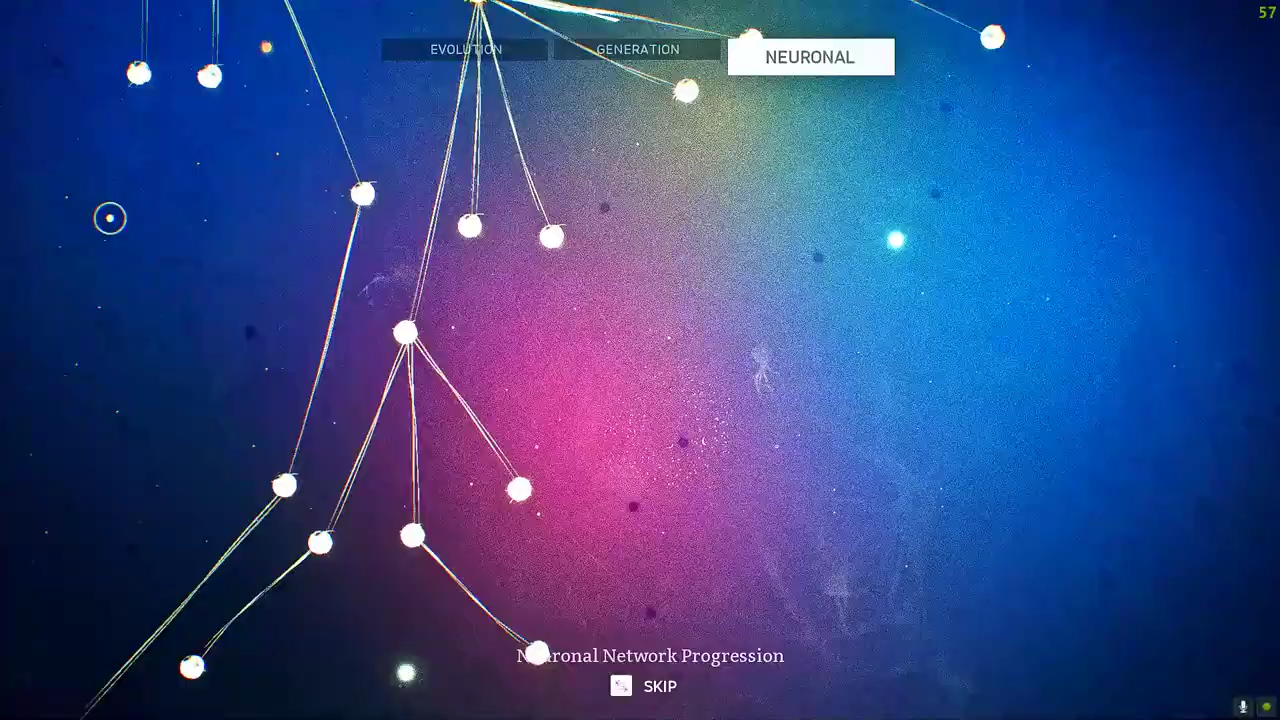 57
EVOLUTION
GENERATION
NEURONAL
Neuronal Network Progression
SKIP